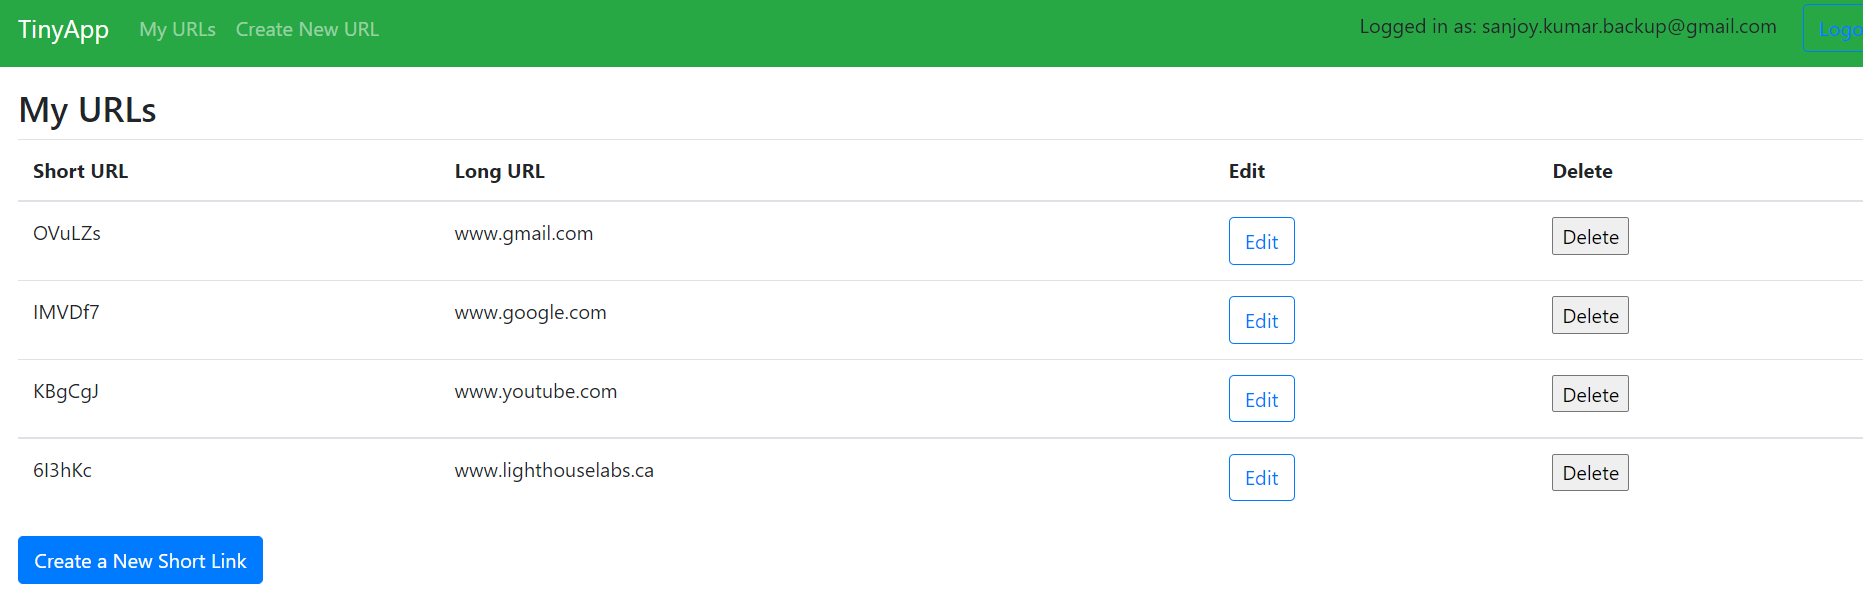 TinyApp My URLs Create New URL Logged in as: sanjoy.kumar.backup@gmail.com
My URLs
Short URL Long URL Edit Delete
OVuLZs www.gmail.com Edit Delete
IMVDf7 www.google.com Edit Delete
KBgCgJ www.youtube.com Edit Delete
6I3hKc www.lighthouselabs.ca Edit Delete
Create a New Short Link